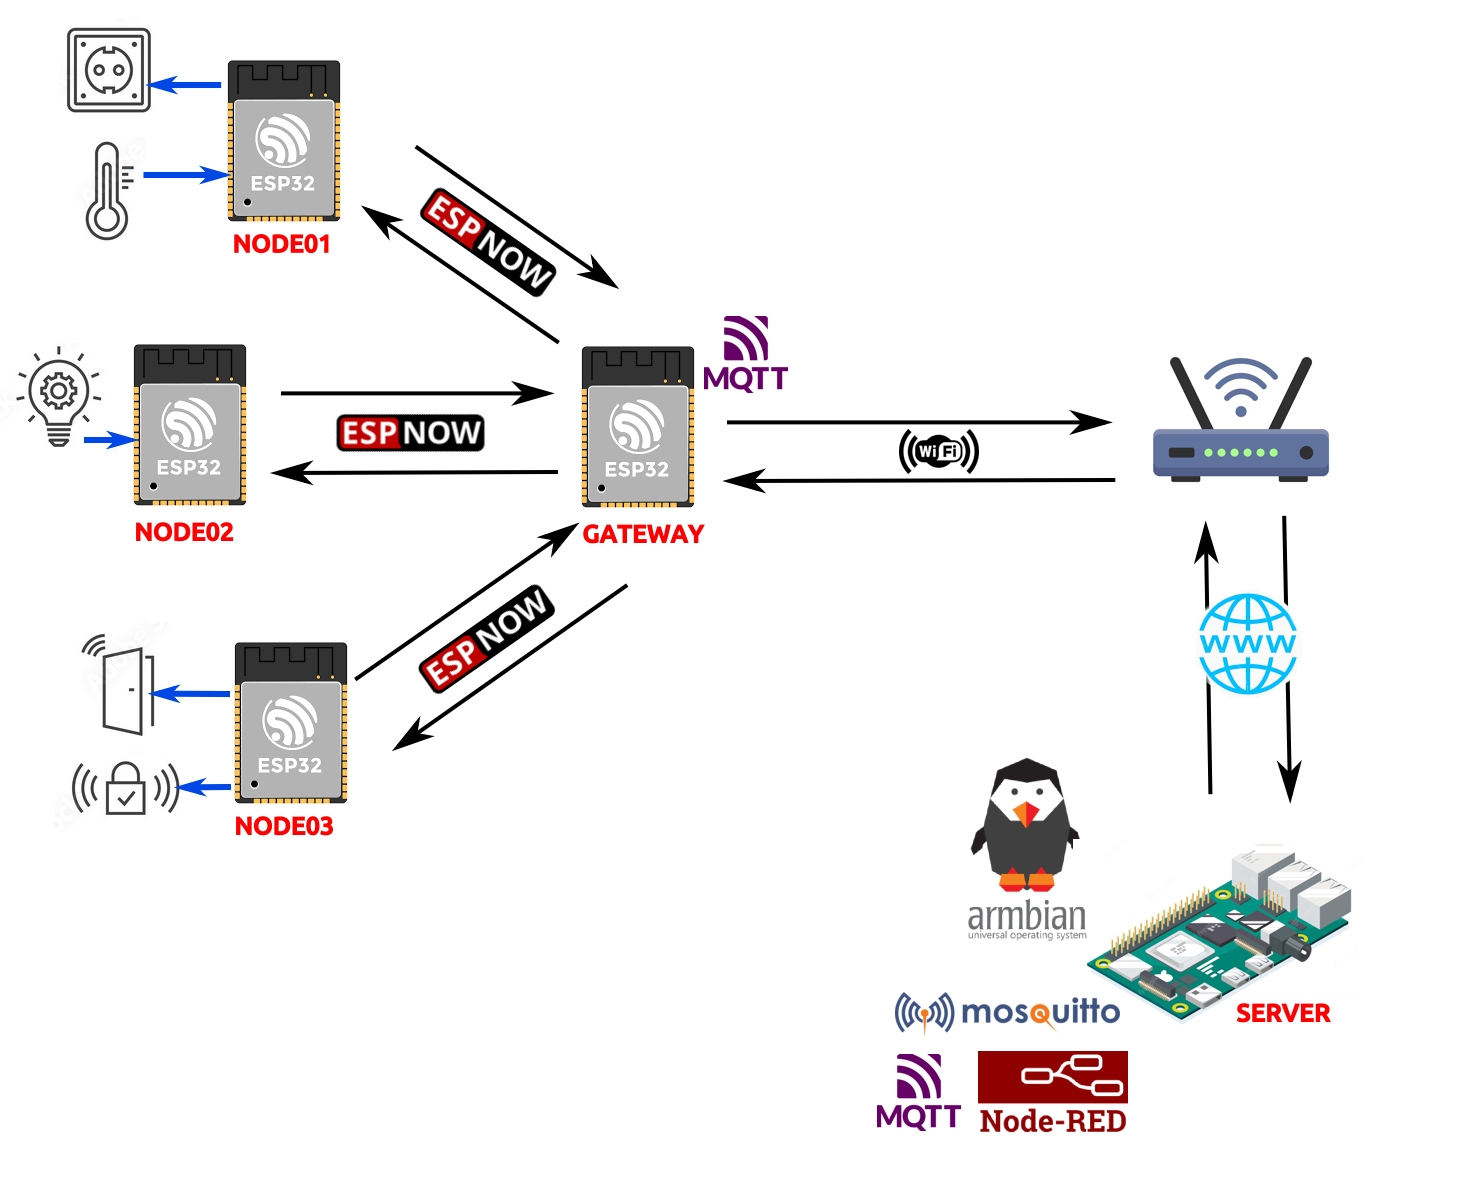 ESP32
NODE01
ESP NOW
MQTT
ESP32
NODE02
ESP NOW
ESP32
GATEWAY
Wi Fi
ESP NOW
www
ESP32
NODE03
armbian
universal operating system
mosquitto
SERVER
MQTT
Node-RED